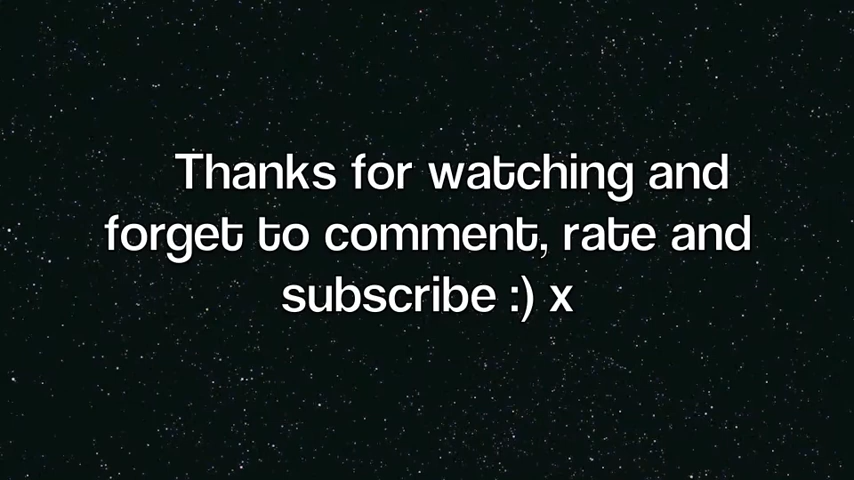 Thanks for watching and
forget to comment, rate and
subscribe :) x